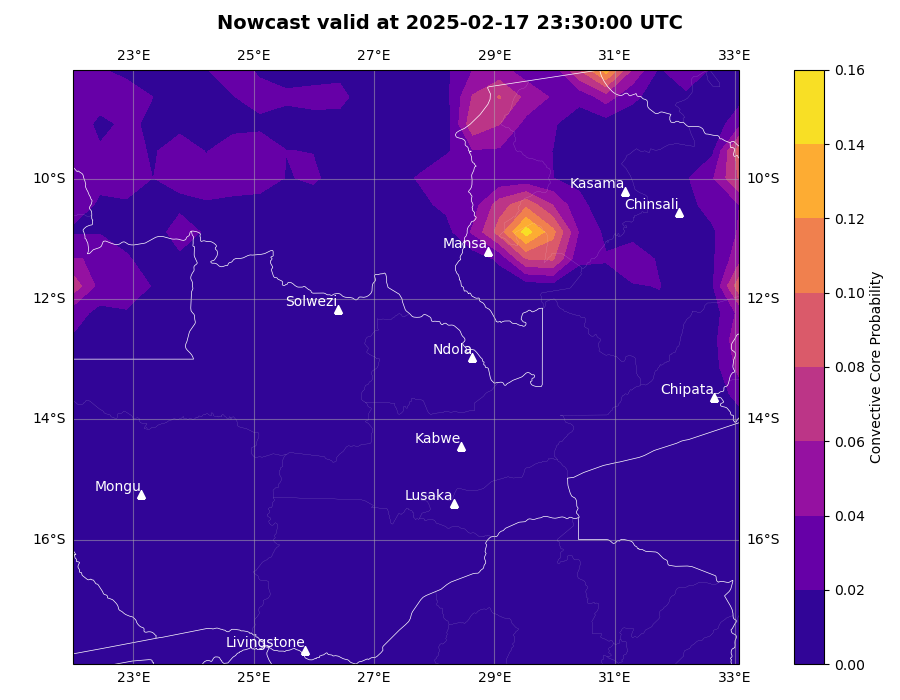 Nowcast valid at 2025-02-17 23:30:00 UTC
23°E 25°E 27°E 29°E 31°E 33°E
0.16
0.14
0.12
0.10
0.08
0.06
0.04
0.02
0.00
Convective Core Probability
10°S 10°S
12°S 12°S
14°S 14°S
16°S 16°S
Kasama
Chinsali
Mansa
Solwezi
Ndola
Chipata
Kabwe
Mongu
Lusaka
Livingstone
23°E 25°E 27°E 29°E 31°E 33°E